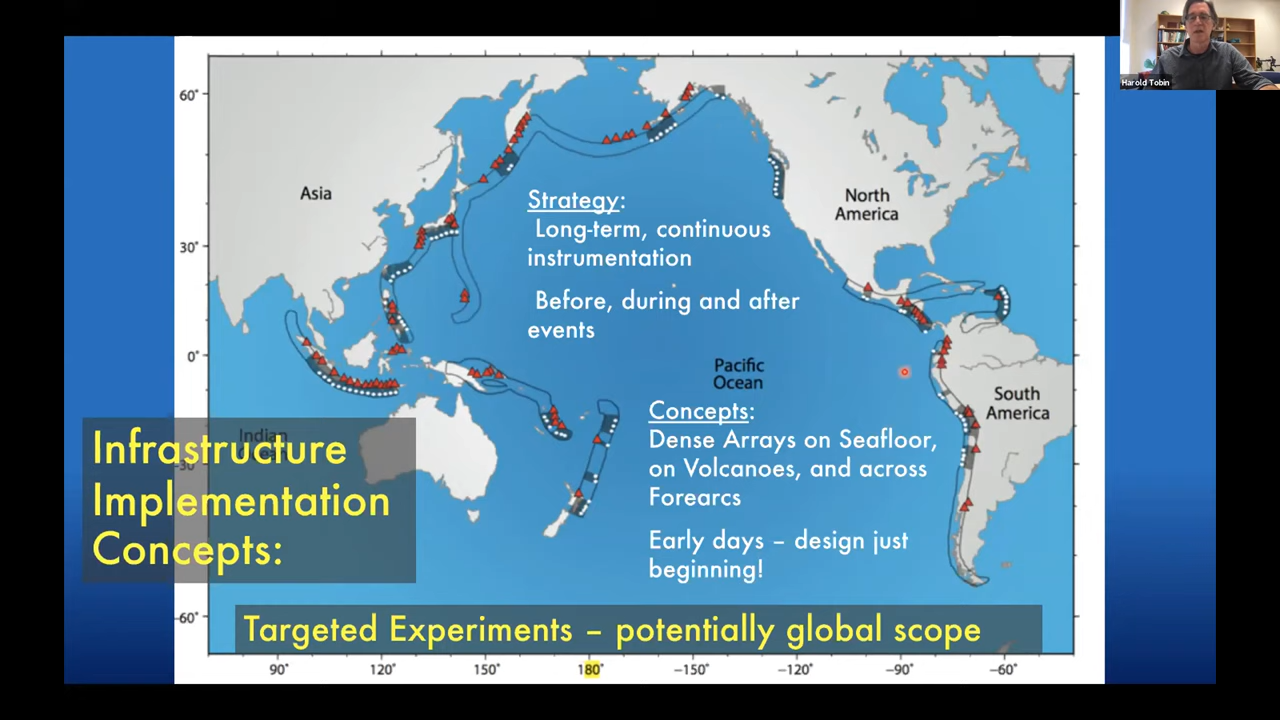 Harold Tobin
60°
30°
0°
−30°
−60°
Asia
North
America
South
America
Pacific
Ocean
Indian
Strategy:
Long-term, continuous
instrumentation
Before, during and after
events
Concepts:
Dense Arrays on Seafloor,
on Volcanoes, and across
Forearcs
Early days – design just
beginning!
Infrastructure
Implementation
Concepts:
Targeted Experiments – potentially global scope
90° 120° 150° 180 −150° −120° −90° −60°